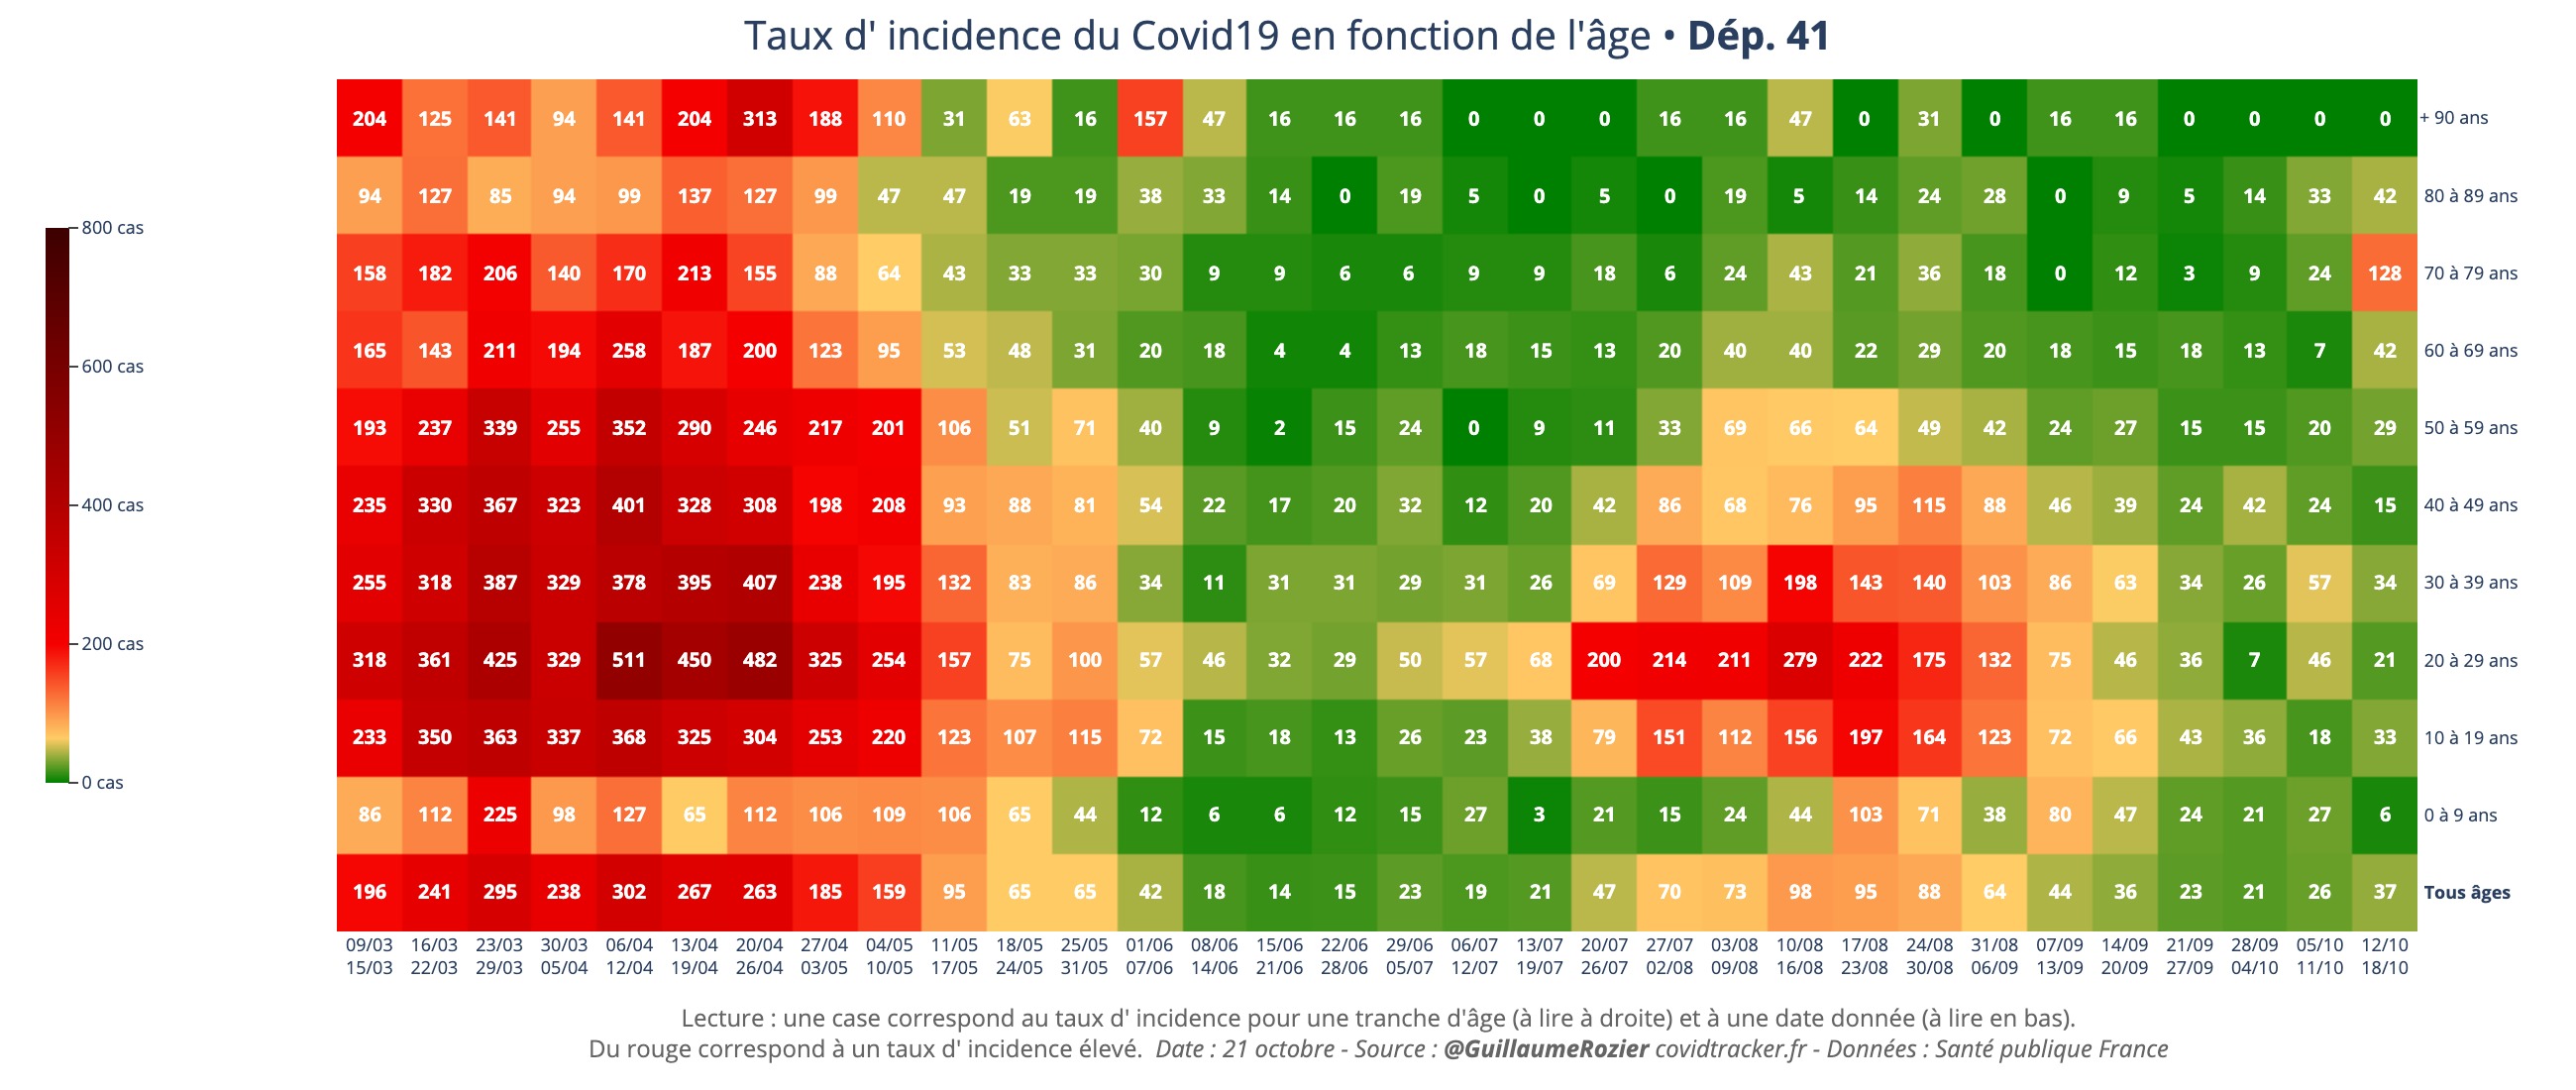 Taux d' incidence du Covid19 en fonction de l'âge • Dép. 41
204 125 141 94 141 204 313 188 110 31 63 16 157 47 16 16 16 0 0 0 16 16 47 0 31 0 16 16 0 0 0 0 + 90 ans
94 127 85 94 99 137 127 99 47 47 19 19 38 33 14 0 19 5 0 5 0 19 5 14 24 28 0 9 5 14 33 42 80 à 89 ans
800 cas
158 182 206 140 170 213 155 88 64 43 33 33 30 9 9 6 6 9 9 18 6 24 43 21 36 18 0 12 3 9 24 128 70 à 79 ans
165 143 211 194 258 187 200 123 95 53 48 31 20 18 4 4 13 18 15 13 20 40 40 22 29 20 18 15 18 13 7 42 60 à 69 ans
600 cas
193 237 339 255 352 290 246 217 201 106 51 71 40 9 2 15 24 0 9 11 33 69 66 64 49 42 24 27 15 15 20 29 50 à 59 ans
400 cas
235 330 367 323 401 328 308 198 208 93 88 81 54 22 17 20 32 12 20 42 86 68 76 95 115 88 46 39 24 42 24 15 40 à 49 ans
255 318 387 329 378 395 407 238 195 132 83 86 34 11 31 31 29 31 26 69 129 109 198 143 140 103 86 63 34 26 57 34 30 à 39 ans
200 cas
318 361 425 329 511 450 482 325 254 157 75 100 57 46 32 29 50 57 68 200 214 211 279 222 175 132 75 46 36 7 46 21 20 à 29 ans
233 350 363 337 368 325 304 253 220 123 107 115 72 15 18 13 26 23 38 79 151 112 156 197 164 123 72 66 43 36 18 33 10 à 19 ans
0 cas
86 112 225 98 127 65 112 106 109 106 65 44 12 6 6 12 15 27 3 21 15 24 44 103 71 38 80 47 24 21 27 6 0 à 9 ans
196 241 295 238 302 267 263 185 159 95 65 65 42 18 14 15 23 19 21 47 70 73 98 95 88 64 44 36 23 21 26 37 Tous âges
09/03 16/03 23/03 30/03 06/04 13/04 20/04 27/04 04/05 11/05 18/05 25/05 01/06 08/06 15/06 22/06 29/06 06/07 13/07 20/07 27/07 03/08 10/08 17/08 24/08 31/08 07/09 14/09 21/09 28/09 05/10 12/10
15/03 22/03 29/03 05/04 12/04 19/04 26/04 03/05 10/05 17/05 24/05 31/05 07/06 14/06 21/06 28/06 05/07 12/07 19/07 26/07 02/08 09/08 16/08 23/08 30/08 06/09 13/09 20/09 27/09 04/10 11/10 18/10
Lecture : une case correspond au taux d' incidence pour une tranche d'âge (à lire à droite) et à une date donnée (à lire en bas).
Du rouge correspond à un taux d' incidence élevé. Date : 21 octobre - Source : @GuillaumeRozier covidtracker.fr - Données : Santé publique France